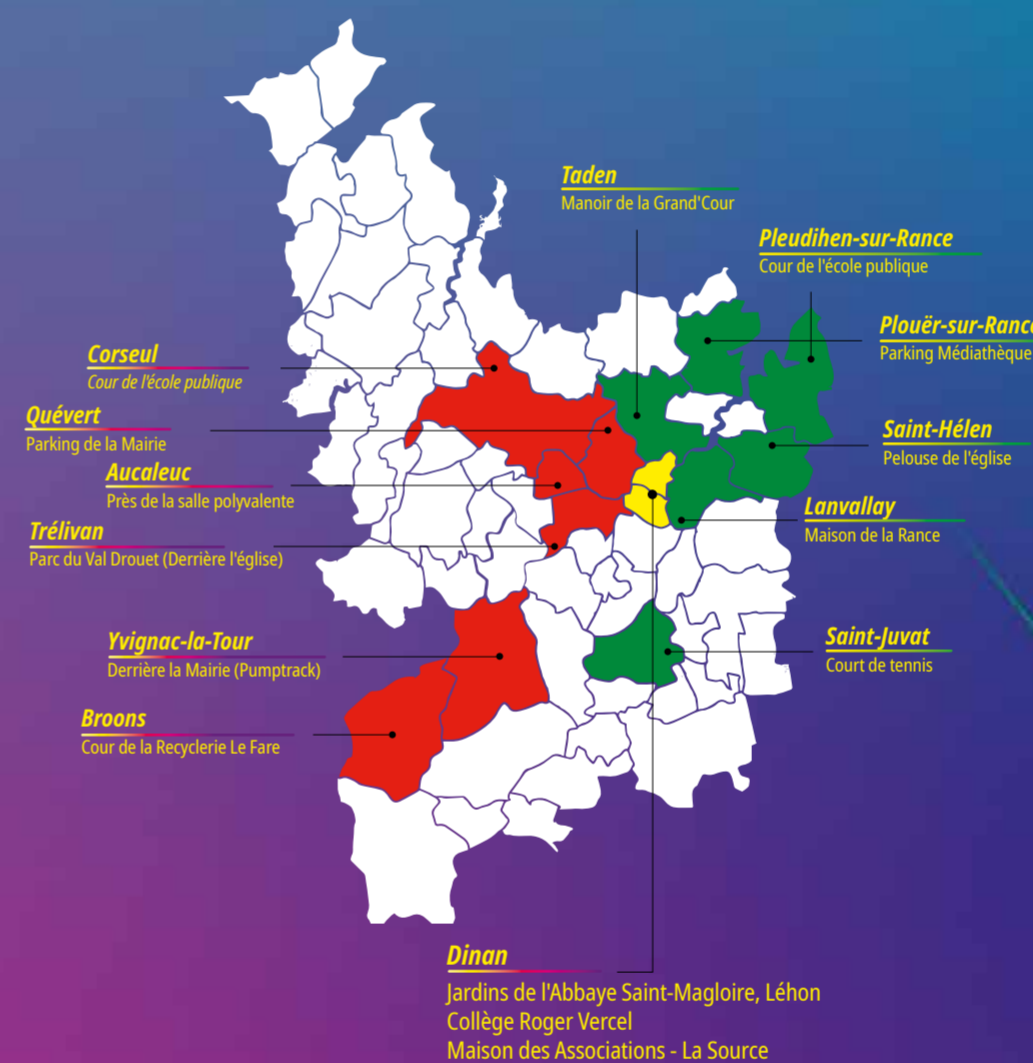 Taden
Manoir de la Grand'Cour
Pleudihen-sur-Rance
Cour de l'école publique
Plouër-sur-Rance
Parking Médiathèque
Corseul
Cour de l'école publique
Quévert
Parking de la Mairie
Saint-Hélen
Pelouse de l'église
Aucaleuc
Près de la salle polyvalente
Lanvallay
Maison de la Rance
Trélivan
Parc du Val Drouet (Derrière l'église)
Yvignac-la-Tour
Derrière la Mairie (Pumptrack)
Saint-Juvat
Court de tennis
Broons
Cour de la Recyclerie Le Fare
Dinan
Jardins de l'Abbaye Saint-Magloire, Léhon
Collège Roger Vercel
Maison des Associations - La Source